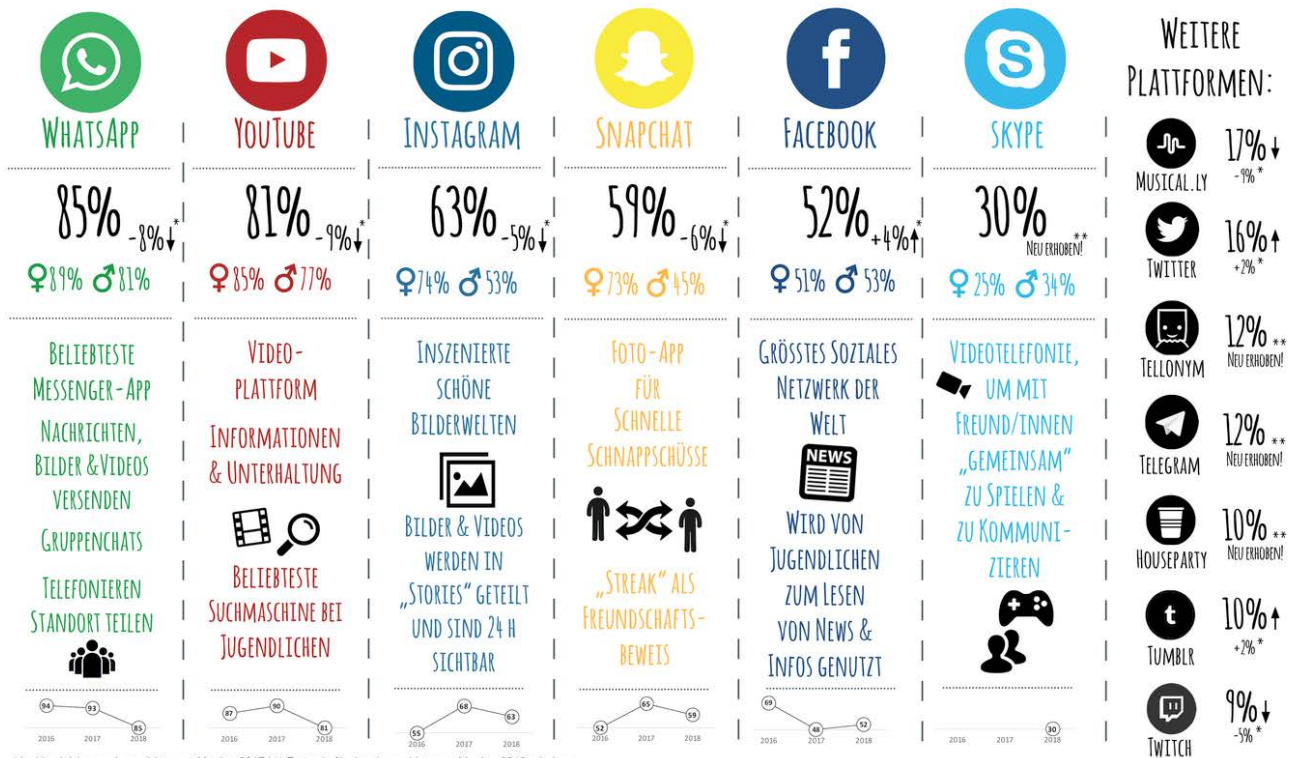 WhatsApp
85% -8%↓*
♀89% ♂81%
Beliebteste
Messenger-App
Nachrichten,
Bilder &Videos
versenden
Gruppenchats
Telefonieren
Standort teilen
94
93
85
2016 2017 2018
YouTube
81% -9%↓*
♀85% ♂77%
Video-
plattform
Informationen
& Unterhaltung
Beliebteste
Suchmaschine bei
Jugendlichen
87
90
81
2016 2017 2018
Instagram
63% -5%↓*
♀74% ♂53%
Inszenierte
schöne
Bilderwelten
Bilder & Videos
werden in
„Stories“ geteilt
und sind 24 h
sichtbar
55
68
63
2016 2017 2018
Snapchat
59% -6%↓*
♀73% ♂45%
Foto-App
für
schnelle
Schnappschüsse
„Streak“ als
Freundschafts-
beweis
52
65
59
2016 2017 2018
f
Facebook
52% +4%↑*
♀51% ♂53%
Grösstes Soziales
Netzwerk der
Welt
NEWS
Wird von
Jugendlichen
zum Lesen
von News &
Infos genutzt
69
48
52
2016 2017 2018
S
Skype
30% Neu erhoben!**
♀25% ♂34%
Videotelefonie,
um mit
Freund/innen
„gemeinsam“
zu Spielen &
zu Kommuni-
zieren
30
2016 2017 2018
Weitere
Plattformen:
Musical.ly
17%↓
-9%*
Twitter
16%↑
+2%*
Tellonym
12%**
Neu erhoben!
Telegram
12%**
Neu erhoben!
Houseparty
10%**
Neu erhoben!
t
Tumblr
10%↑
+2%*
Twitch
9%↓
-5%*